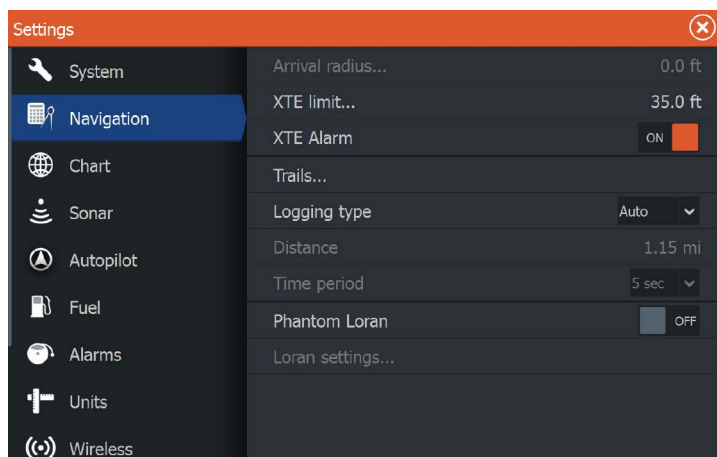 Settings
System
Navigation
Chart
Sonar
Autopilot
Fuel
Alarms
Units
Wireless
Arrival radius... 0.0 ft
XTE limit... 35.0 ft
XTE Alarm ON
Trails...
Logging type Auto
Distance 1.15 mi
Time period 5 sec
Phantom Loran OFF
Loran settings...